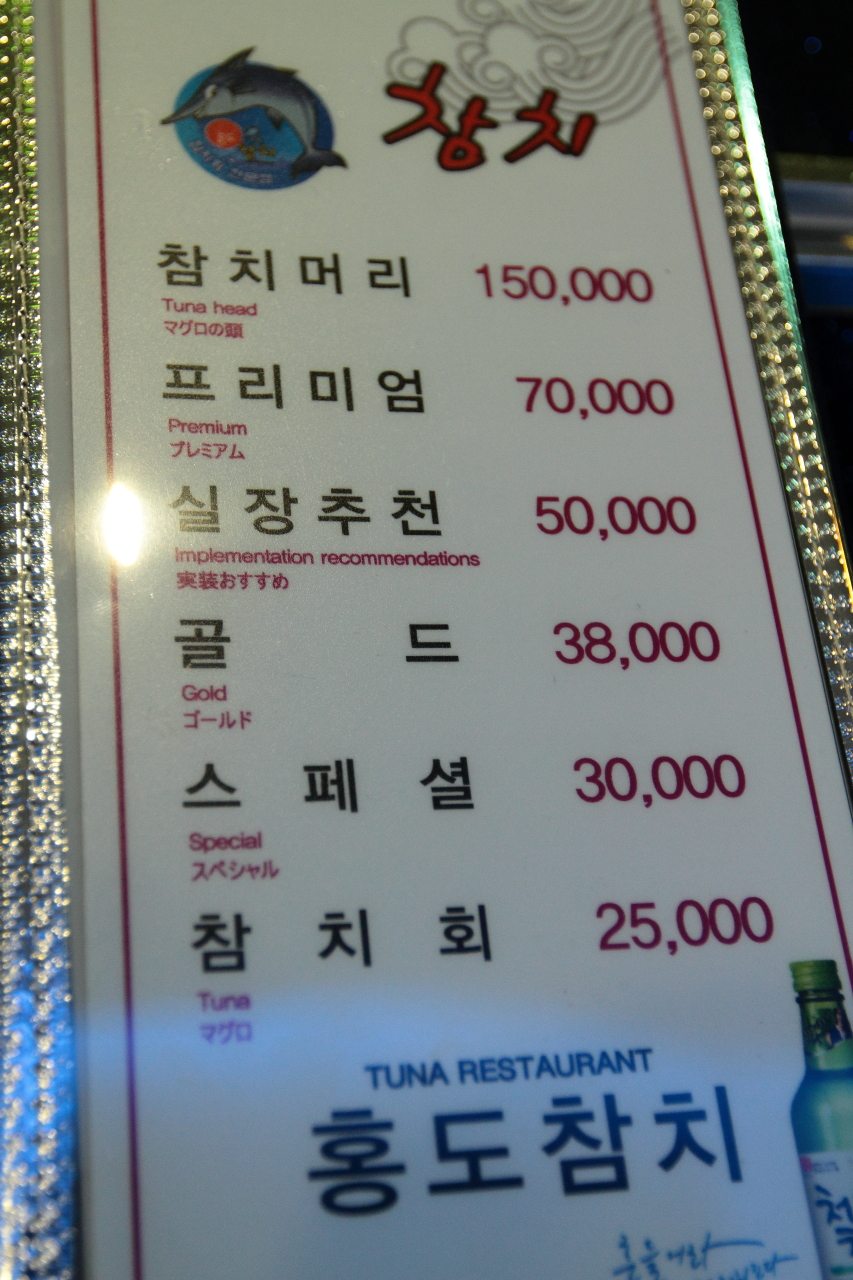 참치
참치머리 150,000
Tuna head
マグロの頭
프리미엄 70,000
Premium
プレミアム
실장추천 50,000
Implementation recommendations
実装おすすめ
골드 38,000
Gold
ゴールド
스페셜 30,000
Special
スペシャル
참치회 25,000
Tuna
マグロ
TUNA RESTAURANT
홍도참치